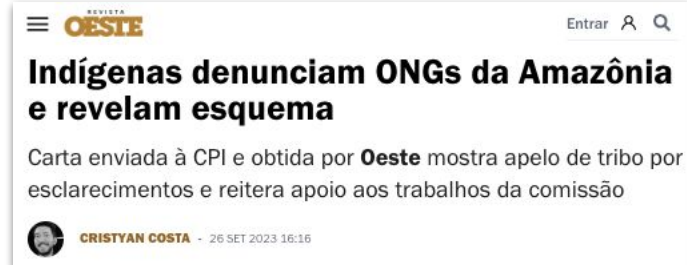 REVISTA
OESTE
Entrar
Indígenas denunciam ONGs da Amazônia
e revelam esquema
Carta enviada à CPI e obtida por Oeste mostra apelo de tribo por
esclarecimentos e reitera apoio aos trabalhos da comissão
CRISTYAN COSTA - 26 SET 2023 16:16